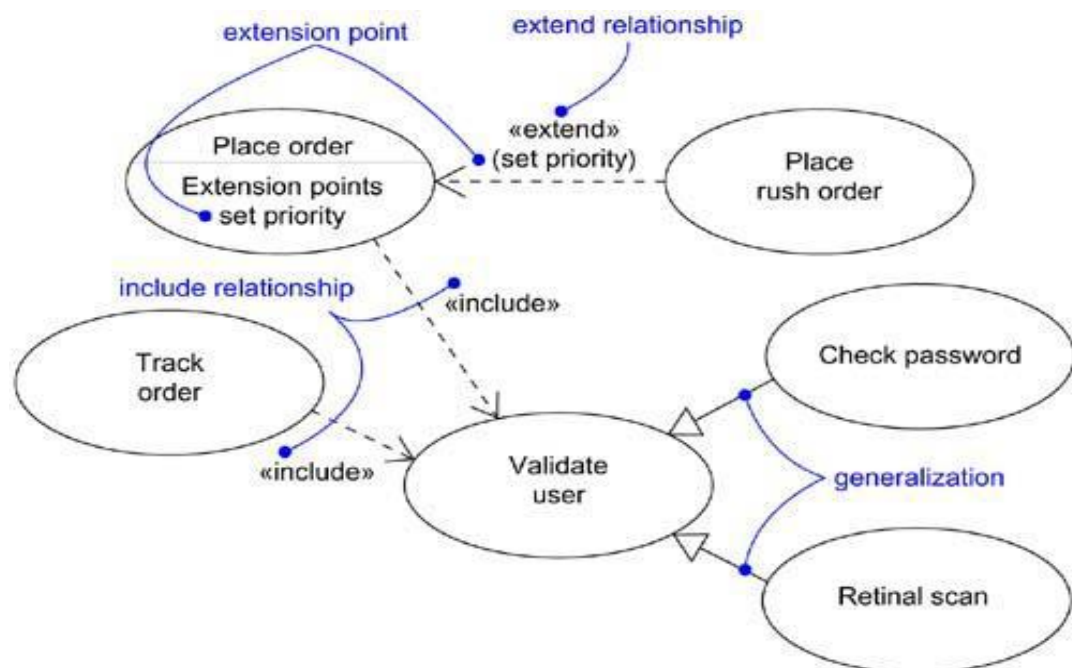 extension point
extend relationship
«extend»
(set priority)
Place order
Extension points
set priority
Place
rush order
include relationship
«include»
Track
order
«include»
Check password
Validate
user
generalization
Retinal scan